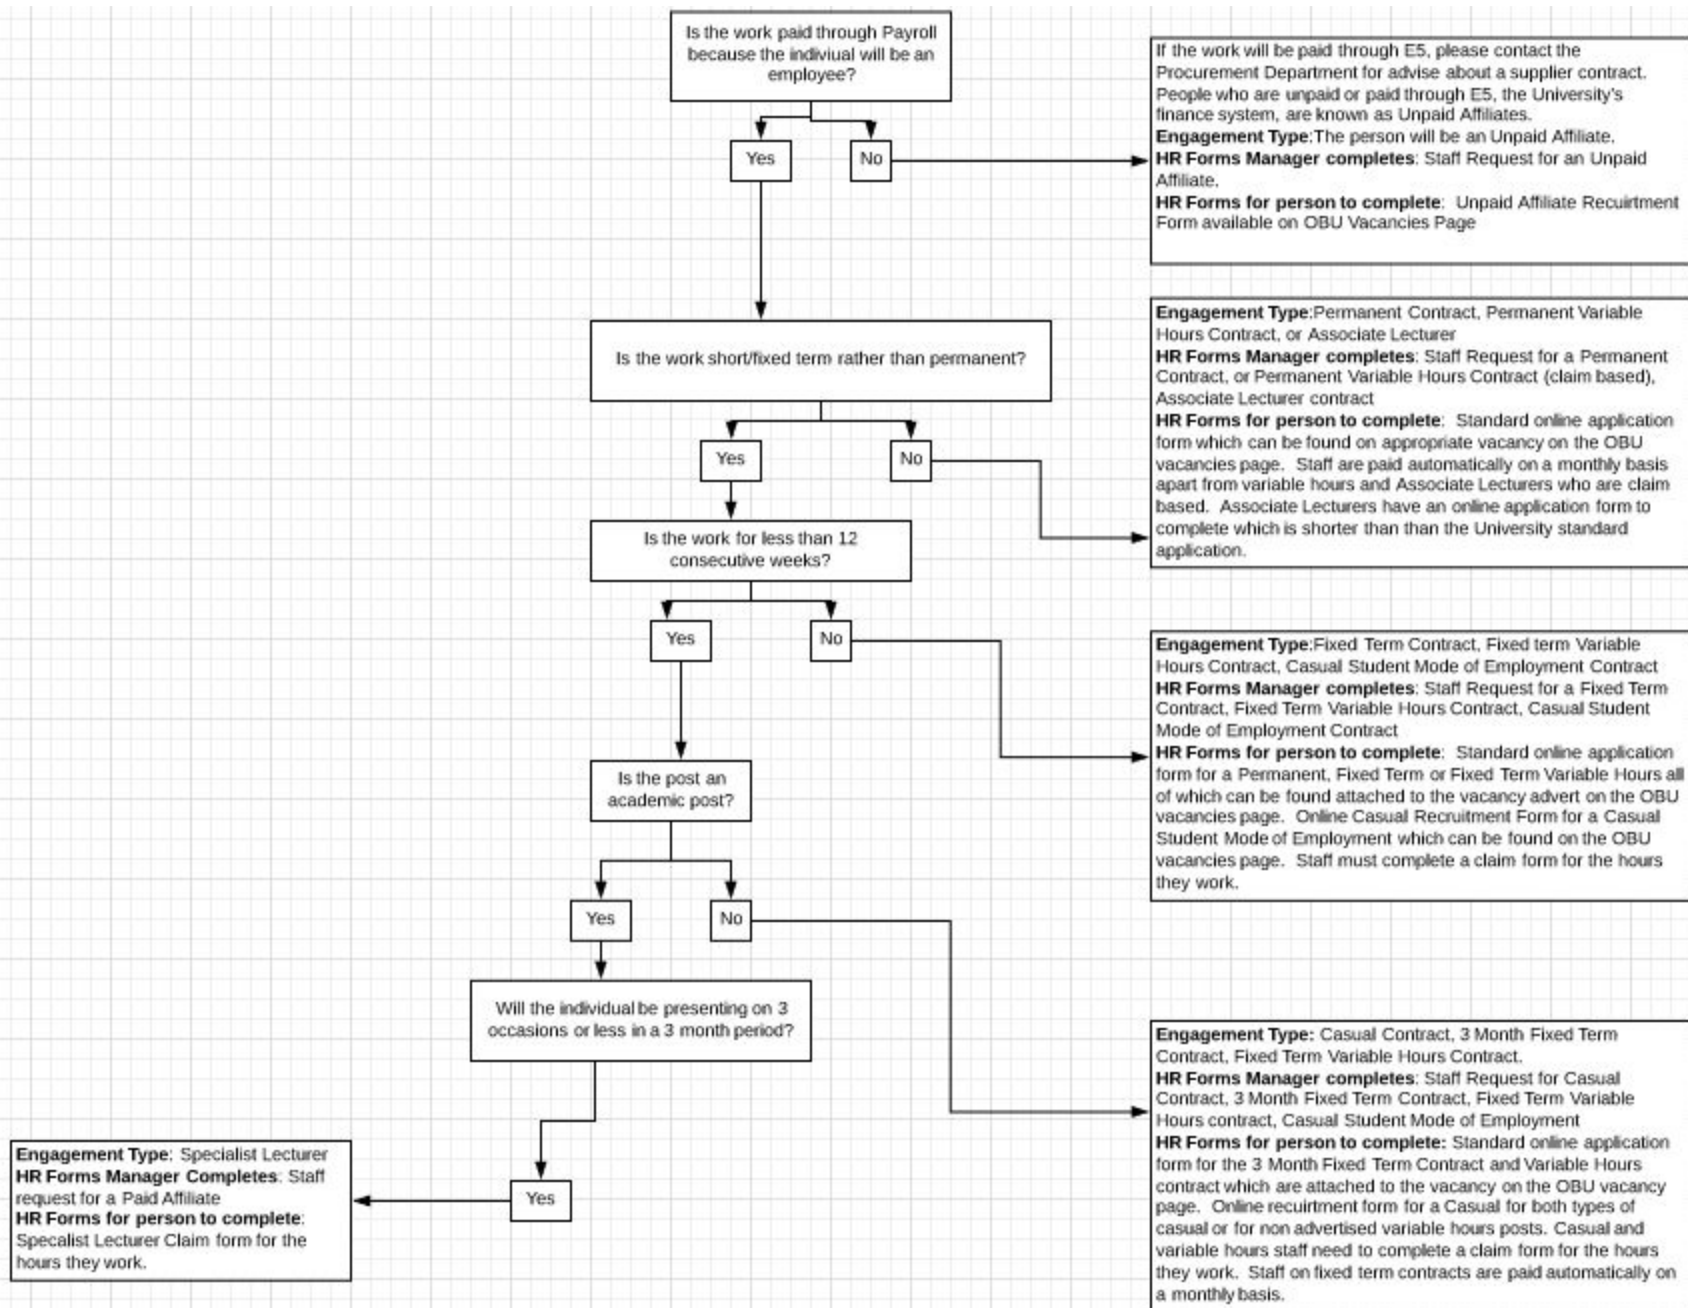 Is the work paid through Payroll
because the indiviual will be an
employee?
Yes
No
If the work will be paid through E5, please contact the
Procurement Department for advise about a supplier contract.
People who are unpaid or paid through E5, the University's
finance system, are known as Unpaid Affiliates.
Engagement Type:The person will be an Unpaid Affiliate.
HR Forms Manager completes: Staff Request for an Unpaid
Affiliate.
HR Forms for person to complete:  Unpaid Affiliate Recuirtment
Form available on OBU Vacancies Page
Is the work short/fixed term rather than permanent?
Yes
No
Engagement Type:Permanent Contract, Permanent Variable
Hours Contract, or Associate Lecturer
HR Forms Manager completes: Staff Request for a Permanent
Contract, or Permanent Variable Hours Contract (claim based),
Associate Lecturer contract
HR Forms for person to complete:  Standard online application
form which can be found on appropriate vacancy on the OBU
vacancies page.  Staff are paid automatically on a monthly basis
apart from variable hours and Associate Lecturers who are claim
based.  Associate Lecturers have an online application form to
complete which is shorter than than the University standard
application.
Is the work for less than 12
consecutive weeks?
Yes
No
Engagement Type:Fixed Term Contract, Fixed term Variable
Hours Contract, Casual Student Mode of Employment Contract
HR Forms Manager completes: Staff Request for a Fixed Term
Contract, Fixed Term Variable Hours Contract, Casual Student
Mode of Employment Contract
HR Forms for person to complete:  Standard online application
form for a Permanent, Fixed Term or Fixed Term Variable Hours all
of which can be found attached to the vacancy advert on the OBU
vacancies page.  Online Casual Recruitment Form for a Casual
Student Mode of Employment which can be found on the OBU
vacancies page.  Staff must complete a claim form for the hours
they work.
Is the post an
academic post?
Yes
No
Will the individual be presenting on 3
occasions or less in a 3 month period?
Engagement Type: Casual Contract, 3 Month Fixed Term
Contract, Fixed Term Variable Hours Contract.
HR Forms Manager completes: Staff Request for Casual
Contract, 3 Month Fixed Term Contract, Fixed Term Variable
Hours contract, Casual Student Mode of Employment
HR Forms for person to complete: Standard online application
form for the 3 Month Fixed Term Contract and Variable Hours
contract which are attached to the vacancy on the OBU vacancy
page.  Online recuirtment form for a Casual for both types of
casual or for non advertised variable hours posts. Casual and
variable hours staff need to complete a claim form for the hours
they work.  Staff on fixed term contracts are paid automatically on
a monthly basis.
Yes
Engagement Type: Specialist Lecturer
HR Forms Manager Completes: Staff
request for a Paid Affiliate
HR Forms for person to complete:
Specalist Lecturer Claim form for the
hours they work.